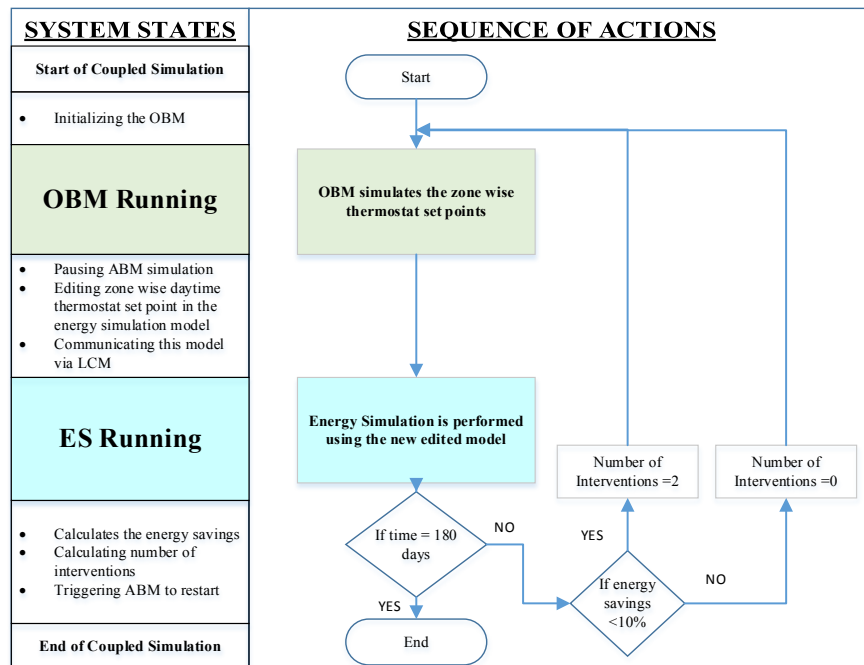 SYSTEM STATES
Start of Coupled Simulation
• Initializing the OBM
OBM Running
• Pausing ABM simulation
• Editing zone wise daytime
thermostat set point in the
energy simulation model
• Communicating this model
via LCM
ES Running
• Calculates the energy savings
• Calculating number of
interventions
• Triggering ABM to restart
End of Coupled Simulation
SEQUENCE OF ACTIONS
Start
OBM simulates the zone wise
thermostat set points
Energy Simulation is performed
using the new edited model
Number of
Interventions =2
Number of
Interventions =0
If time = 180
days
NO
YES
If energy
savings
<10%
NO
YES
End